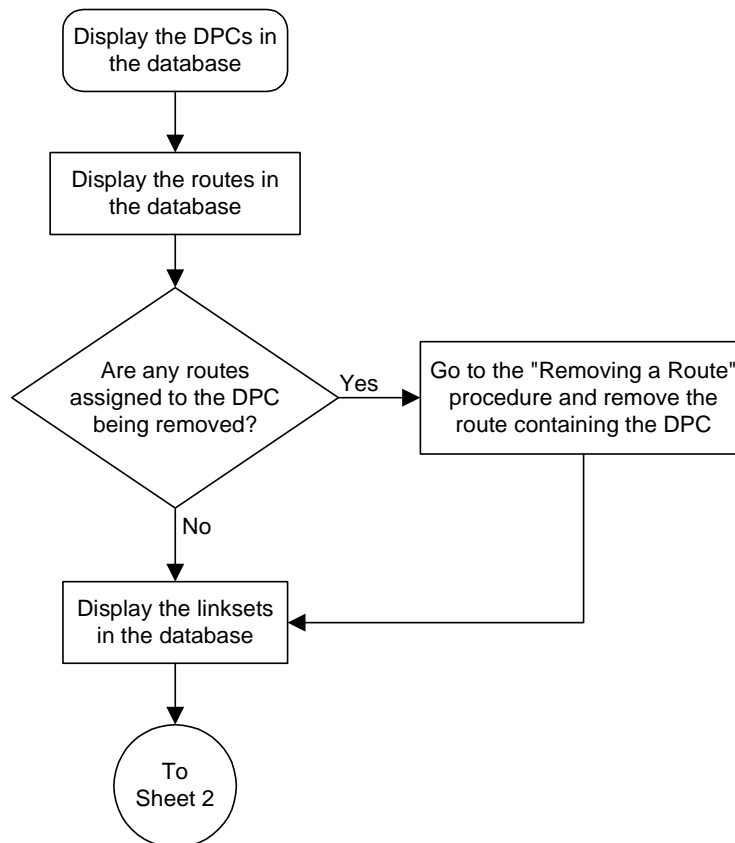 Display the DPCs in
the database
Display the routes in
the database
Are any routes
assigned to the DPC
being removed?
Yes
Go to the "Removing a Route"
procedure and remove the
route containing the DPC
No
Display the linksets
in the database
To
Sheet 2